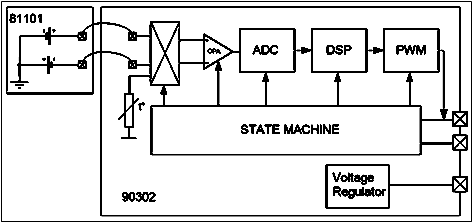 81101
OPA
ADC
DSP
PWM
t°
STATE MACHINE
Voltage
Regulator
90302